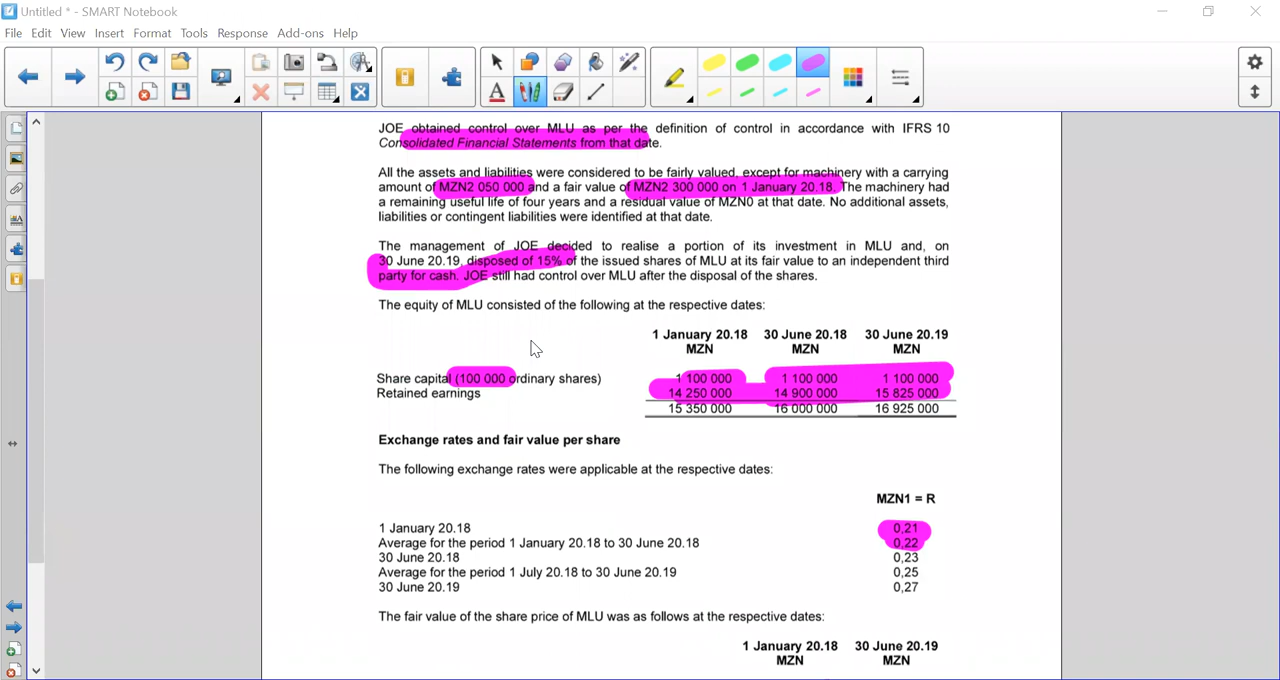 Untitled * - SMART Notebook
File Edit View Insert Format Tools Response Add-ons Help
JOE obtained control over MLU as per the definition of control in accordance with IFRS 10
Consolidated Financial Statements from that date.
All the assets and liabilities were considered to be fairly valued, except for machinery with a carrying
amount of MZN2 050 000 and a fair value of MZN2 300 000 on 1 January 20.18. The machinery had
a remaining useful life of four years and a residual value of MZN0 at that date. No additional assets,
liabilities or contingent liabilities were identified at that date.
The management of JOE decided to realise a portion of its investment in MLU and, on
30 June 20.19, disposed of 15% of the issued shares of MLU at its fair value to an independent third
party for cash. JOE still had control over MLU after the disposal of the shares.
The equity of MLU consisted of the following at the respective dates:
1 January 20.18 30 June 20.18 30 June 20.19
MZN MZN MZN
Share capital (100 000 ordinary shares) 1 100 000 1 100 000 1 100 000
Retained earnings 14 250 000 14 900 000 15 825 000
15 350 000 16 000 000 16 925 000
Exchange rates and fair value per share
The following exchange rates were applicable at the respective dates:
MZN1 = R
1 January 20.18 0,21
Average for the period 1 January 20.18 to 30 June 20.18 0,22
30 June 20.18 0,23
Average for the period 1 July 20.18 to 30 June 20.19 0,25
30 June 20.19 0,27
The fair value of the share price of MLU was as follows at the respective dates:
1 January 20.18 30 June 20.19
MZN MZN